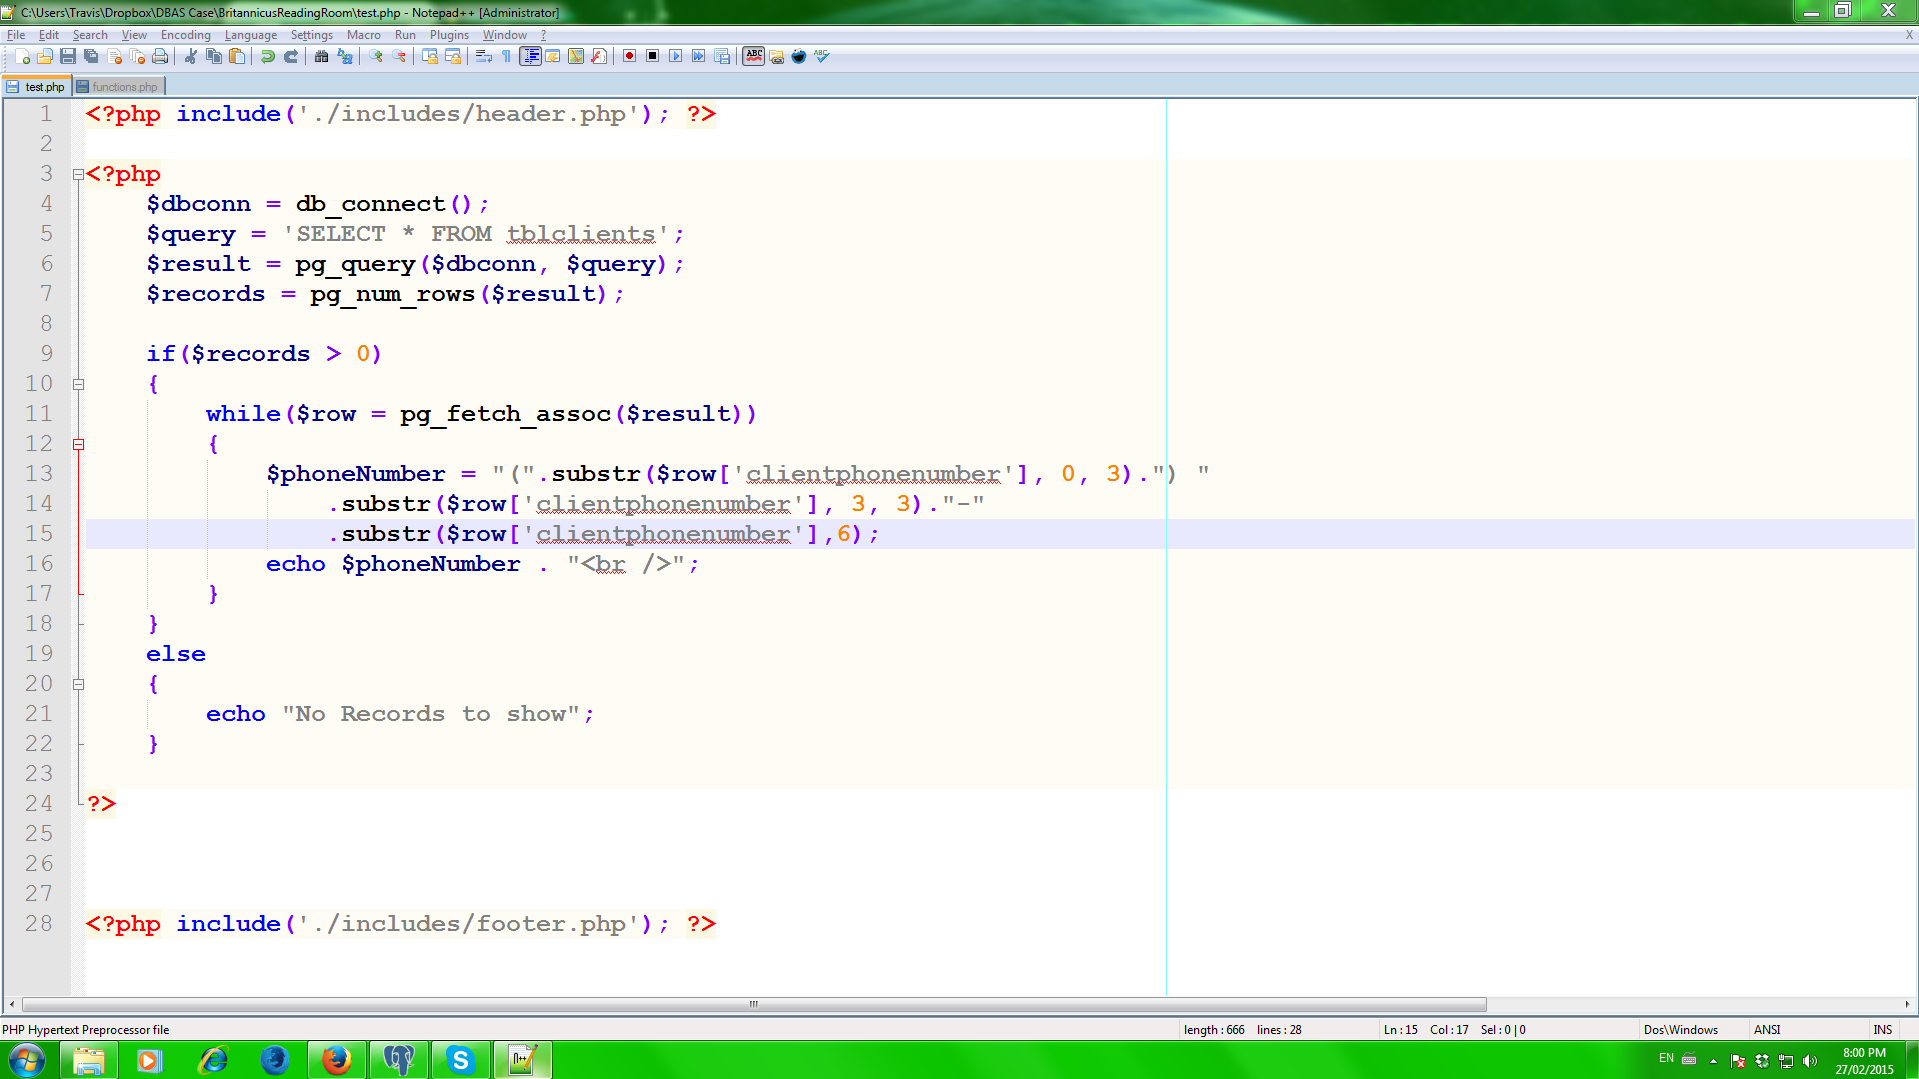 C:\Users\Travis\Dropbox\DBAS Case\BritannicusReadingRoom\test.php - Notepad++ [Administrator]
File Edit Search View Encoding Language Settings Macro Run Plugins Window ? X
test.php functions.php
1 <?php include('./includes/header.php'); ?>
2
3 <?php
4 $dbconn = db_connect();
5 $query = 'SELECT * FROM tblclients';
6 $result = pg_query($dbconn, $query);
7 $records = pg_num_rows($result);
8
9 if($records > 0)
10 {
11 while($row = pg_fetch_assoc($result))
12 {
13 $phoneNumber = "(".substr($row['clientphonenumber'], 0, 3).") "
14 .substr($row['clientphonenumber'], 3, 3)."-"
15 .substr($row['clientphonenumber'],6);
16 echo $phoneNumber . "<br />";
17 }
18 }
19 else
20 {
21 echo "No Records to show";
22 }
23
24 ?>
25
26
27
28 <?php include('./includes/footer.php'); ?>
PHP Hypertext Preprocessor file length : 666 lines : 28 Ln : 15 Col : 17 Sel : 0 | 0 Dos\Windows ANSI INS
EN 8:00 PM
27/02/2015